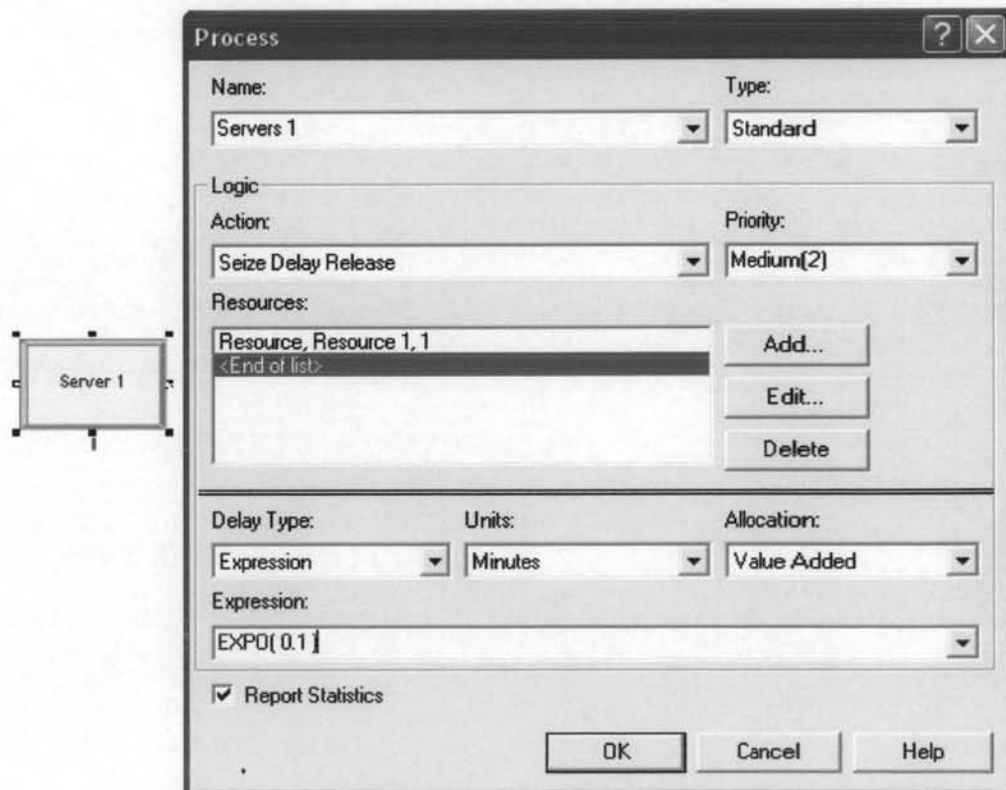 Process
?
Name:
Type:
Servers 1
Standard
Logic
Action:
Priority:
Seize Delay Release
Medium(2)
Resources:
Resource, Resource 1, 1
<End of list>
Add...
Edit...
Delete
Server 1
Delay Type:
Units:
Allocation:
Expression
Minutes
Value Added
Expression:
EXPO( 0.1 )
Report Statistics
OK
Cancel
Help